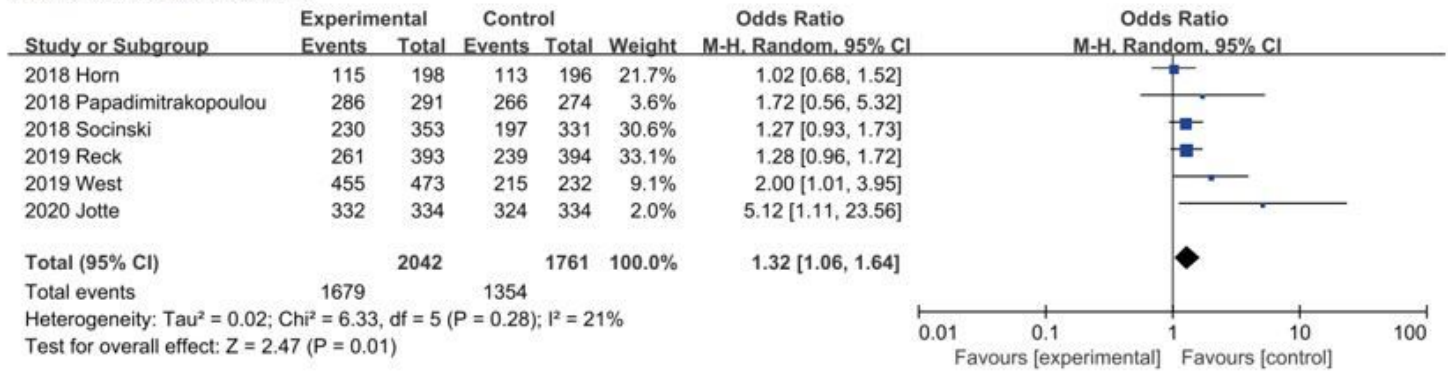 Experimental Control Odds Ratio Odds Ratio
Study or Subgroup Events Total Events Total Weight M-H, Random, 95% CI M-H, Random, 95% CI
2018 Horn 115 198 113 196 21.7% 1.02 [0.68, 1.52]
2018 Papadimitrakopoulou 286 291 266 274 3.6% 1.72 [0.56, 5.32]
2018 Socinski 230 353 197 331 30.6% 1.27 [0.93, 1.73]
2019 Reck 261 393 239 394 33.1% 1.28 [0.96, 1.72]
2019 West 455 473 215 232 9.1% 2.00 [1.01, 3.95]
2020 Jotte 332 334 324 334 2.0% 5.12 [1.11, 23.56]
Total (95% CI) 2042 1761 100.0% 1.32 [1.06, 1.64]
Total events 1679 1354
Heterogeneity: Tau² = 0.02; Chi² = 6.33, df = 5 (P = 0.28); I² = 21%
Test for overall effect: Z = 2.47 (P = 0.01)
0.01 0.1 1 10 100
Favours [experimental] Favours [control]